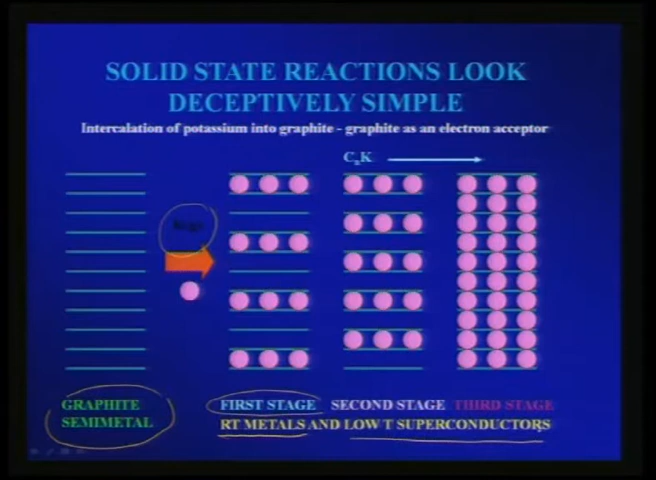 SOLID STATE REACTIONS LOOK
DECEPTIVELY SIMPLE
Intercalation of potassium into graphite - graphite as an electron acceptor
CₙK
GRAPHITE
SEMIMETAL
FIRST STAGE SECOND STAGE THIRD STAGE
RT METALS AND LOW T SUPERCONDUCTORS